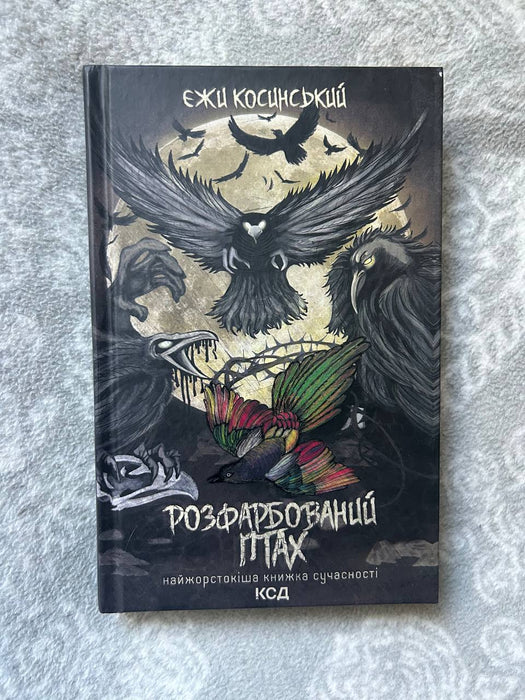 ЄЖИ КОСИНСЬКИЙ
РОЗФАРБОВАНИЙ
ПТАХ
найжорстокіша книжка сучасності
КСД